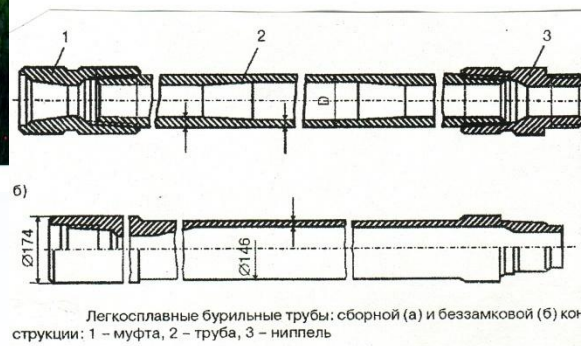 1 2 3
D
б)
Ø174
Ø146
Легкосплавные бурильные трубы: сборной (а) и беззамковой (б) кон-
струкции: 1 – муфта, 2 – труба, 3 – ниппель